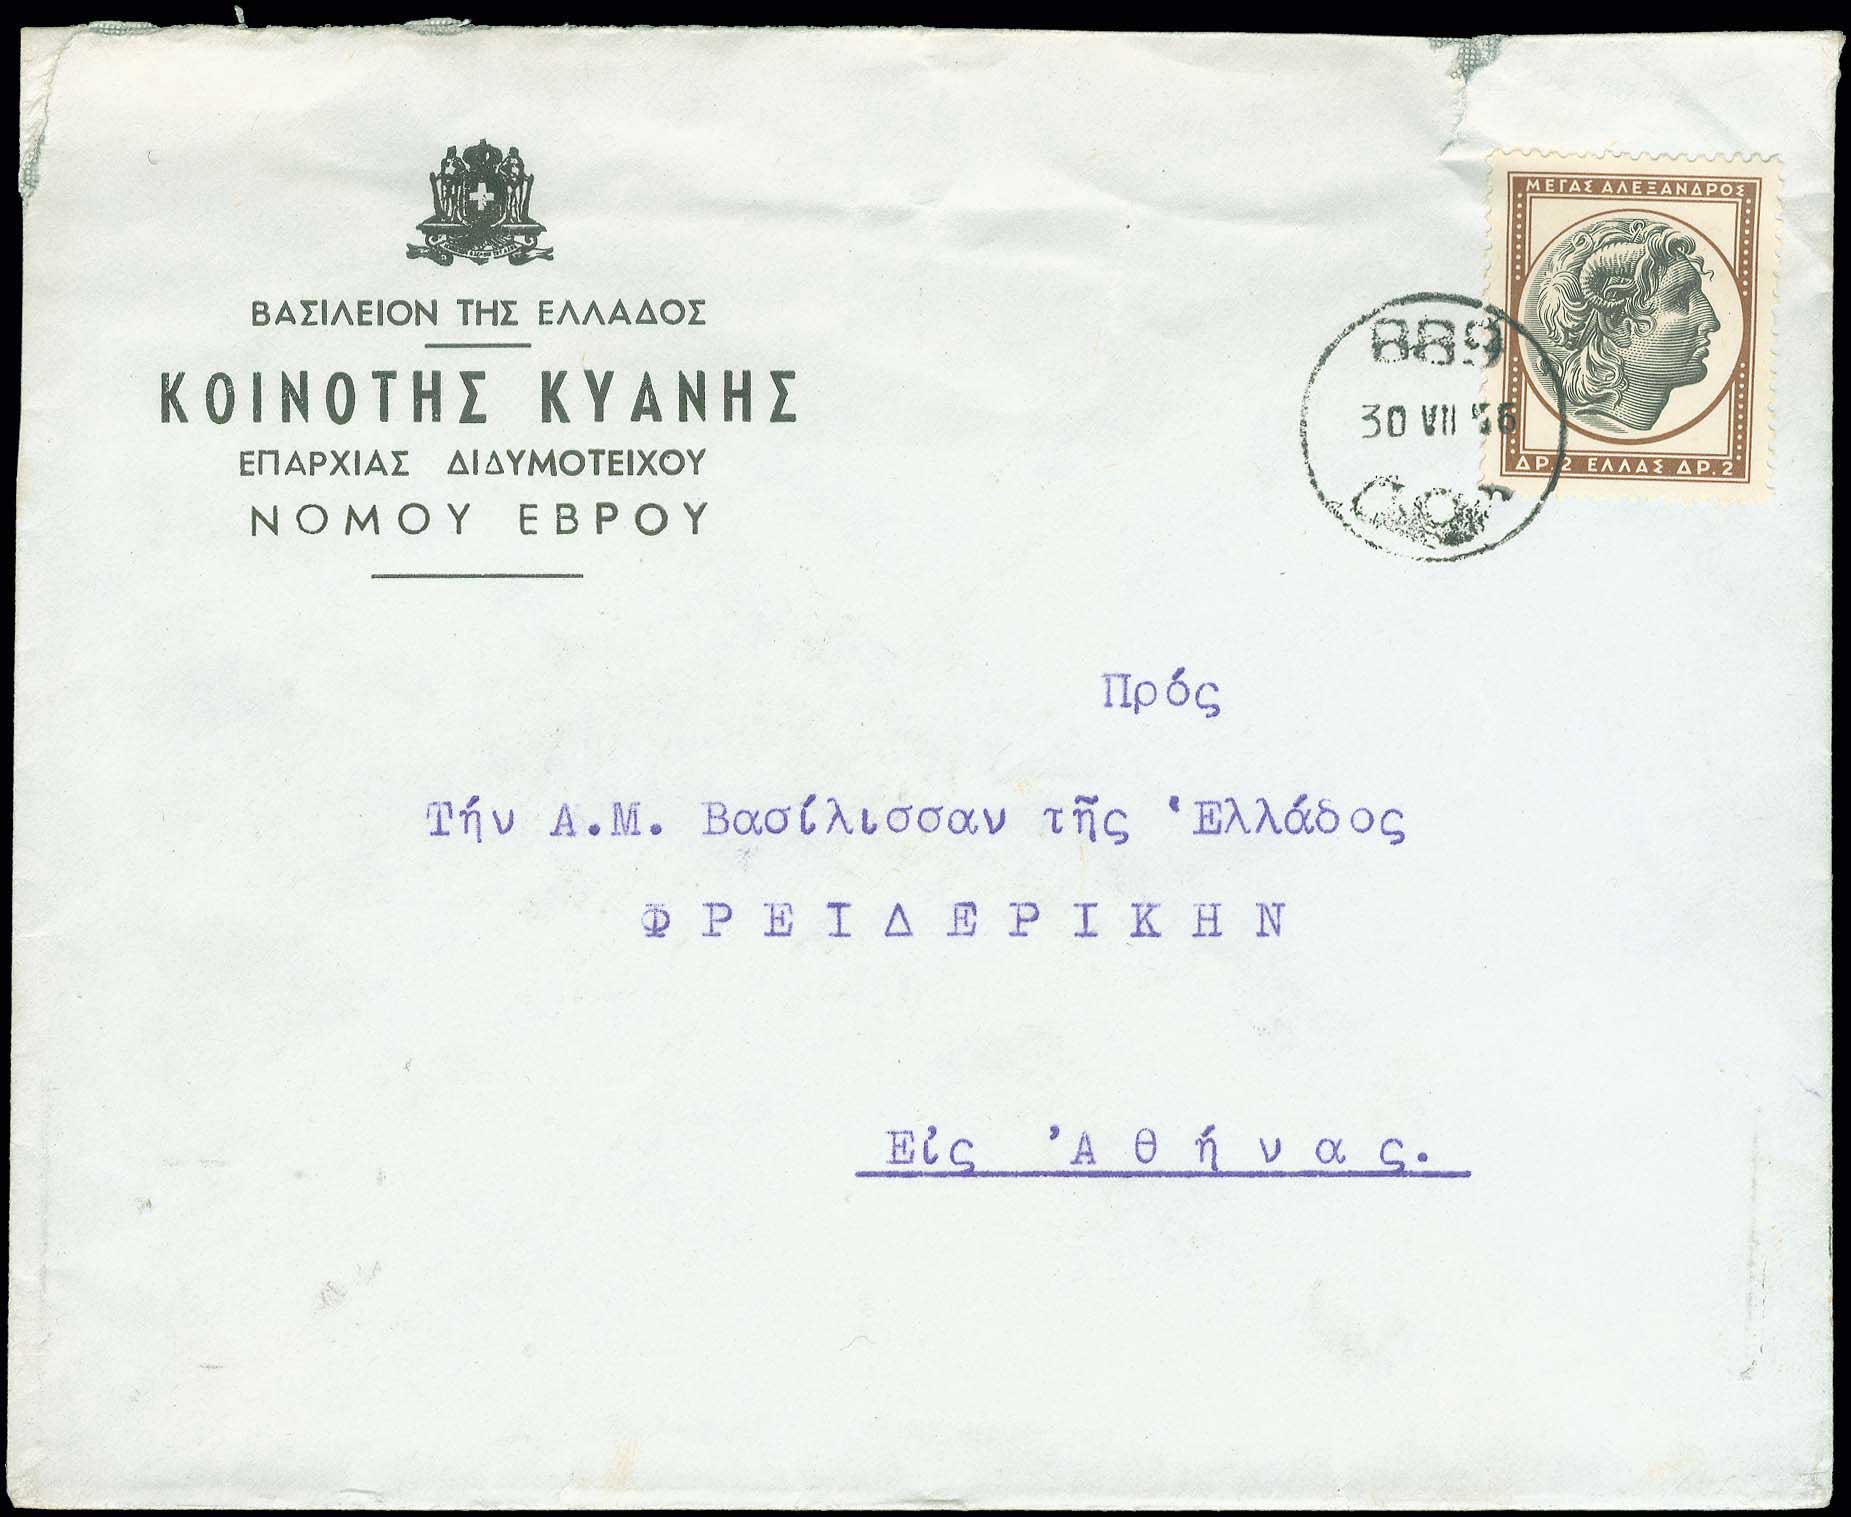 ΒΑΣΙΛΕΙΟΝ ΤΗΣ ΕΛΛΑΔΟΣ
ΚΟΙΝΟΤΗΣ ΚΥΑΝΗΣ
ΕΠΑΡΧΙΑΣ ΔΙΔΥΜΟΤΕΙΧΟΥ
ΝΟΜΟΥ ΕΒΡΟΥ
ΜΕΓΑΣ ΑΛΕΞΑΝΔΡΟΣ
ΔΡ.2 ΕΛΛΑΣ ΔΡ.2
889
30 VII 56
Πρός
Τήν Α.Μ. Βασίλισσαν τῆς Ἑλλάδος
ΦΡΕΙΔΕΡΙΚΗΝ
Εἰς Ἀθήνας.